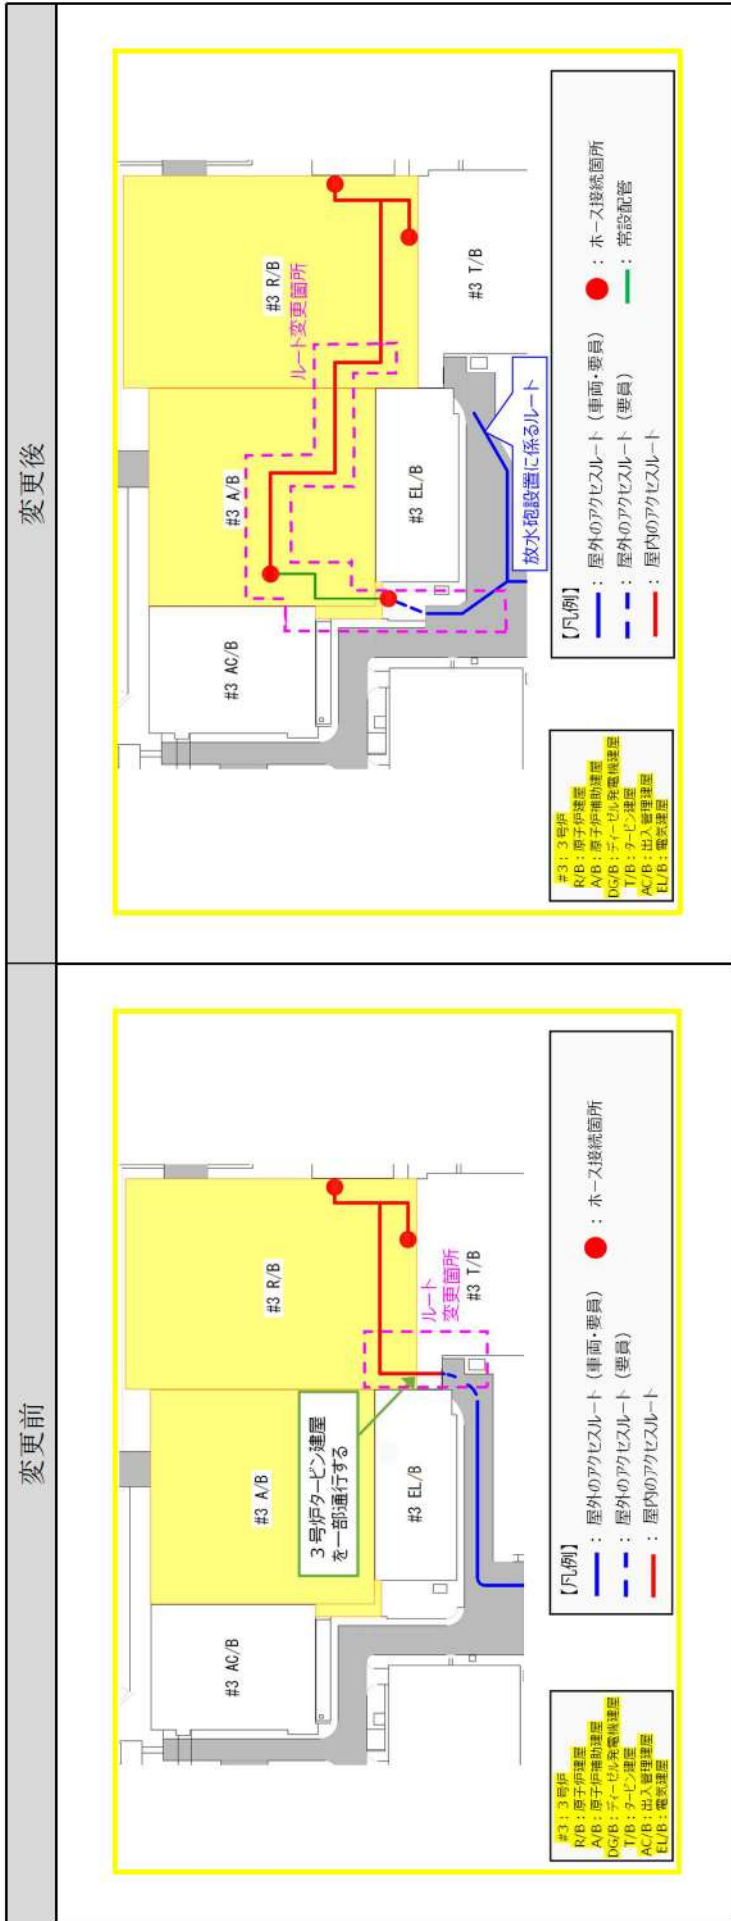 変更前
#3 R/B
#3 A/B
#3 AC/B
#3 EL/B
#3 T/B
ルート
変更箇所
3号炉タービン建屋
を一部通行する
#3:3号炉
R/B:原子炉建屋
A/B:原子炉補助建屋
DG/B:ディーゼル発電機建屋
T/B:タービン建屋
AC/B:出入管理建屋
EL/B:電気建屋
【凡例】
:屋外のアクセスルート(車両・要員)
:屋外のアクセスルート(要員)
:屋内のアクセスルート
:ホース接続箇所
変更後
#3 R/B
ルート変更箇所
#3 A/B
#3 AC/B
#3 EL/B
#3 T/B
放水砲設置に係るルート
#3:3号炉
R/B:原子炉建屋
A/B:原子炉補助建屋
DG/B:ディーゼル発電機建屋
T/B:タービン建屋
AC/B:出入管理建屋
EL/B:電気建屋
【凡例】
:屋外のアクセスルート(車両・要員)
:屋外のアクセスルート(要員)
:屋内のアクセスルート
:ホース接続箇所
:常設配管